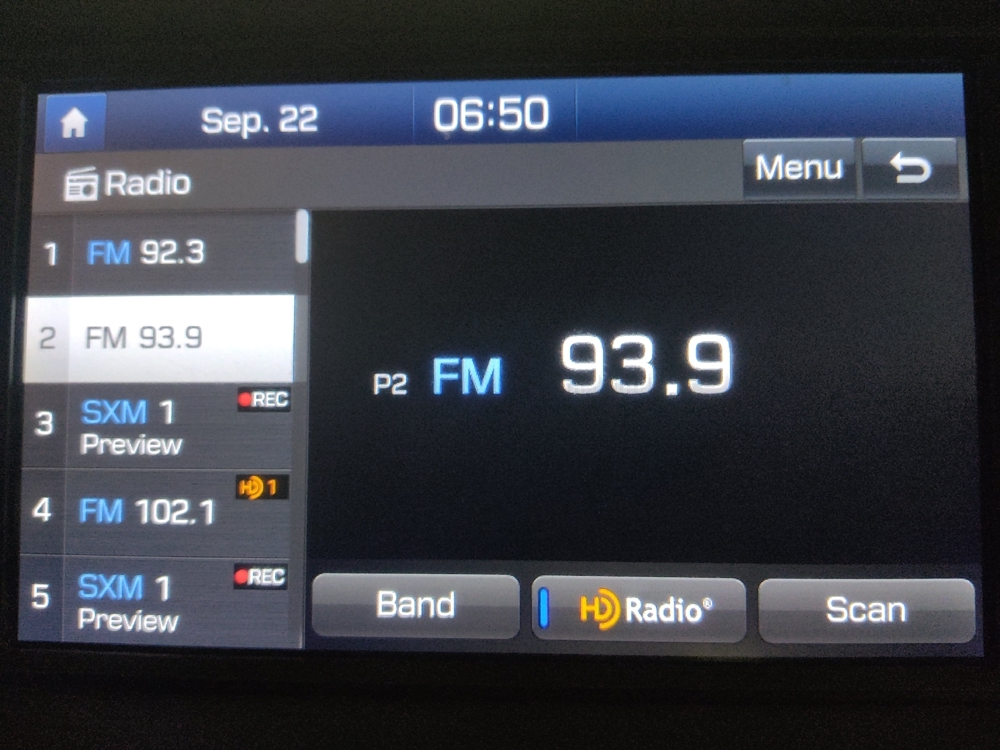 Sep. 22 06:50
Radio Menu
1 FM 92.3
2 FM 93.9
P2 FM 93.9
3 SXM 1 REC
Preview
4 FM 102.1 HD 1
5 SXM 1 REC
Preview
Band HD Radio® Scan